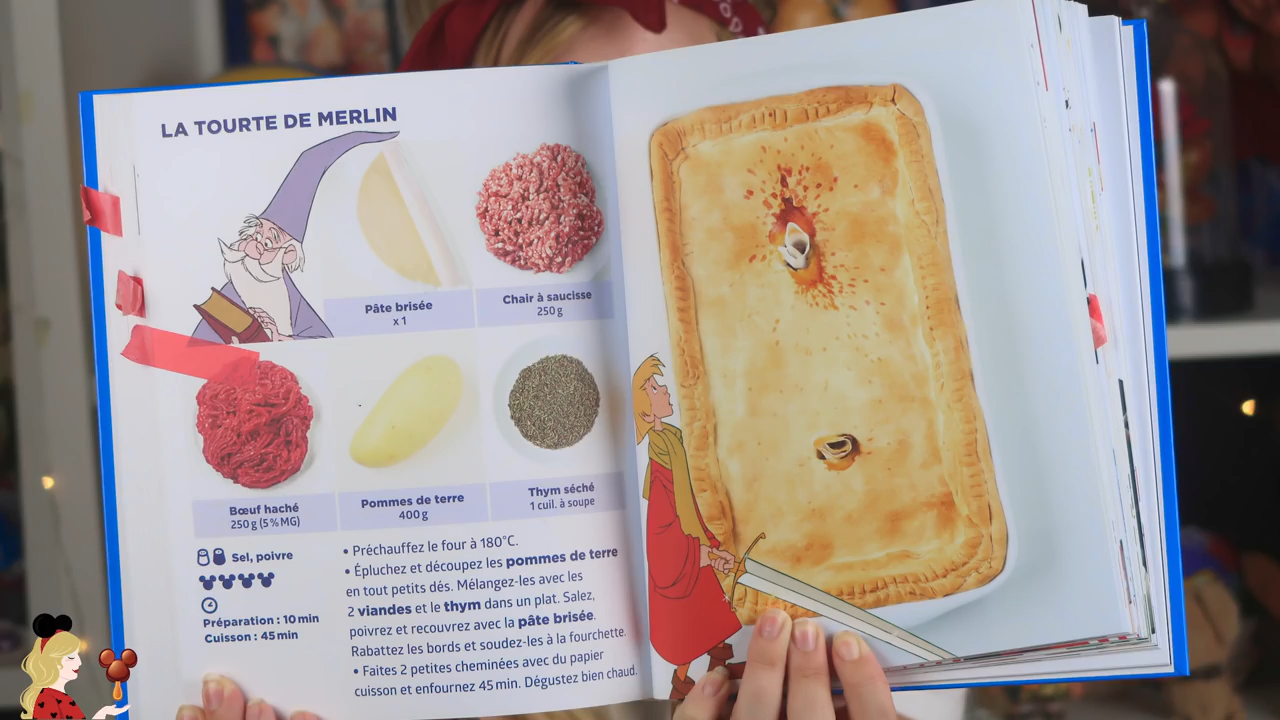 LA TOURTE DE MERLIN
Pâte brisée
x 1
Chair à saucisse
250 g
Bœuf haché
250 g (5 % MG)
Pommes de terre
400 g
Thym séché
1 cuil. à soupe
Sel, poivre
Préparation : 10 min
Cuisson : 45 min
• Préchauffez le four à 180°C.
• Épluchez et découpez les pommes de terre
en tout petits dés. Mélangez-les avec les
2 viandes et le thym dans un plat. Salez,
poivrez et recouvrez avec la pâte brisée.
Rabattez les bords et soudez-les à la fourchette.
• Faites 2 petites cheminées avec du papier
cuisson et enfournez 45 min. Dégustez bien chaud.